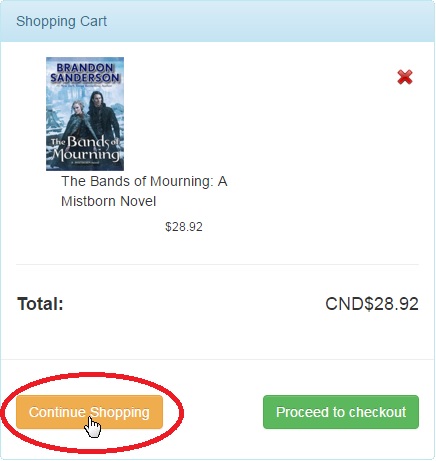 Shopping Cart
BRANDON
SANDERSON
The Bands of
Mourning
The Bands of Mourning: A
Mistborn Novel
$28.92
Total:
CND$28.92
Continue Shopping
Proceed to checkout